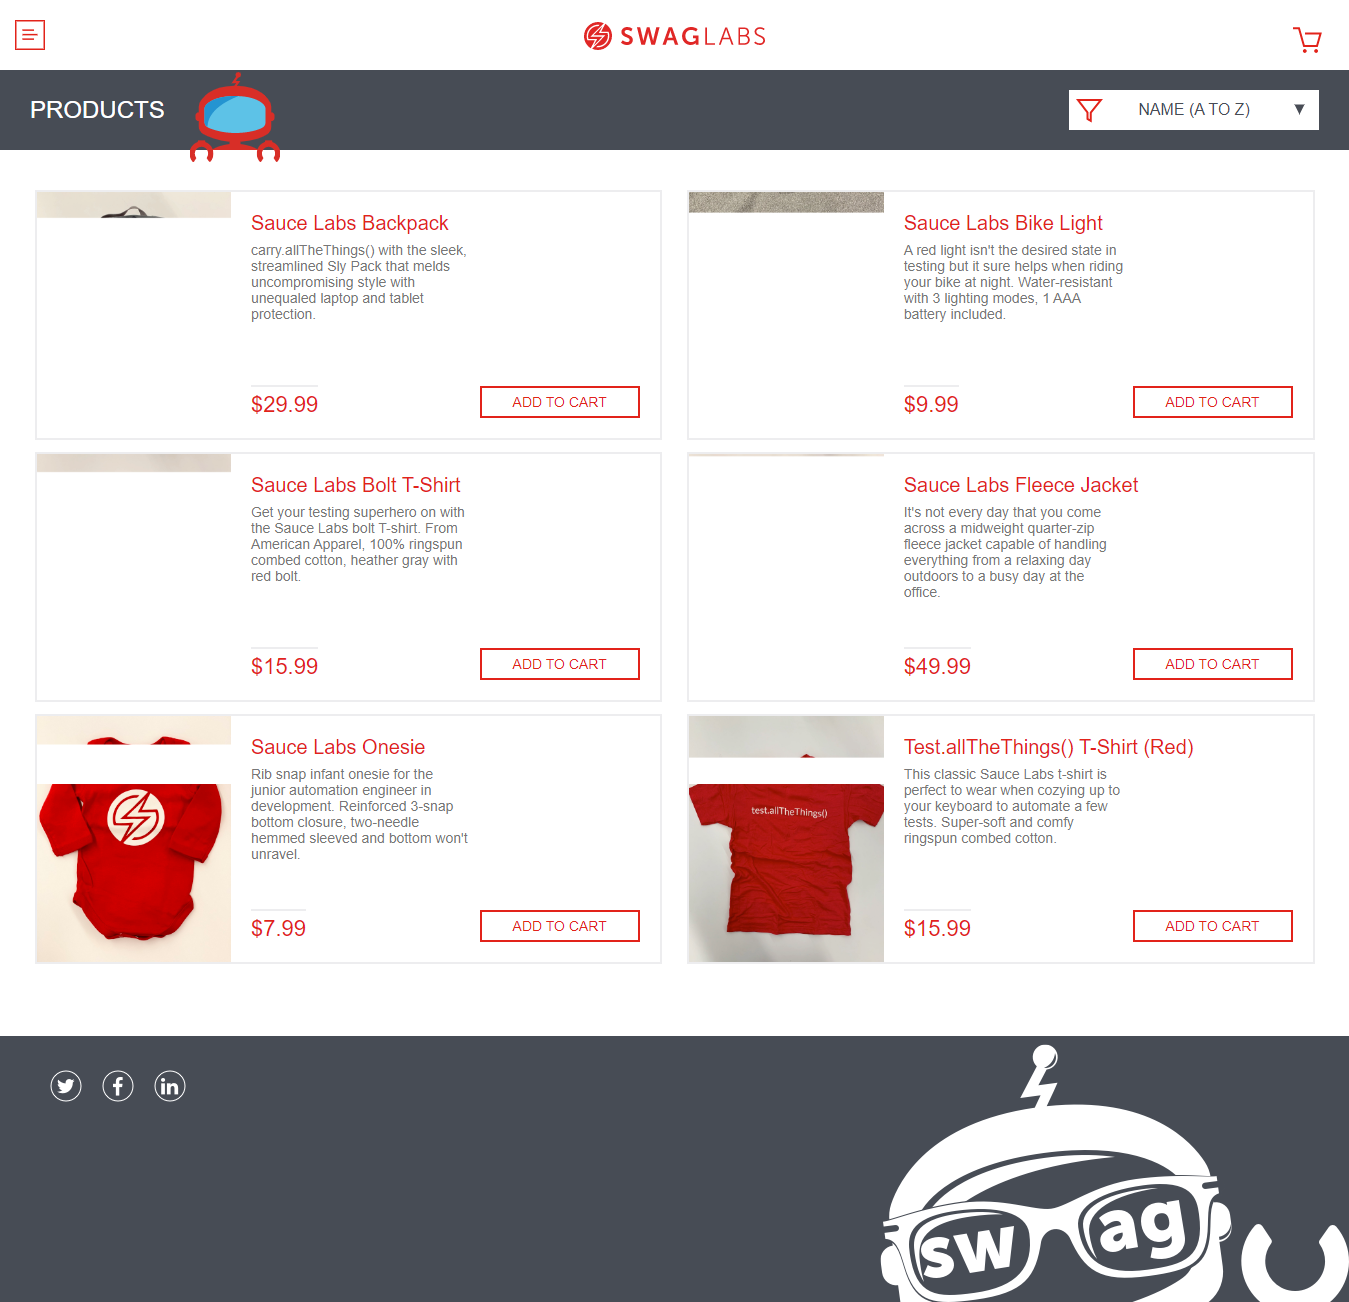 SWAGLABS
PRODUCTS
NAME (A TO Z)
Sauce Labs Backpack
carry.allTheThings() with the sleek,
streamlined Sly Pack that melds
uncompromising style with
unequaled laptop and tablet
protection.
$29.99
ADD TO CART
Sauce Labs Bike Light
A red light isn't the desired state in
testing but it sure helps when riding
your bike at night. Water-resistant
with 3 lighting modes, 1 AAA
battery included.
$9.99
ADD TO CART
Sauce Labs Bolt T-Shirt
Get your testing superhero on with
the Sauce Labs bolt T-shirt. From
American Apparel, 100% ringspun
combed cotton, heather gray with
red bolt.
$15.99
ADD TO CART
Sauce Labs Fleece Jacket
It's not every day that you come
across a midweight quarter-zip
fleece jacket capable of handling
everything from a relaxing day
outdoors to a busy day at the
office.
$49.99
ADD TO CART
Sauce Labs Onesie
Rib snap infant onesie for the
junior automation engineer in
development. Reinforced 3-snap
bottom closure, two-needle
hemmed sleeved and bottom won't
unravel.
$7.99
ADD TO CART
test.allTheThings()
Test.allTheThings() T-Shirt (Red)
This classic Sauce Labs t-shirt is
perfect to wear when cozying up to
your keyboard to automate a few
tests. Super-soft and comfy
ringspun combed cotton.
$15.99
ADD TO CART
f
in
sw ag